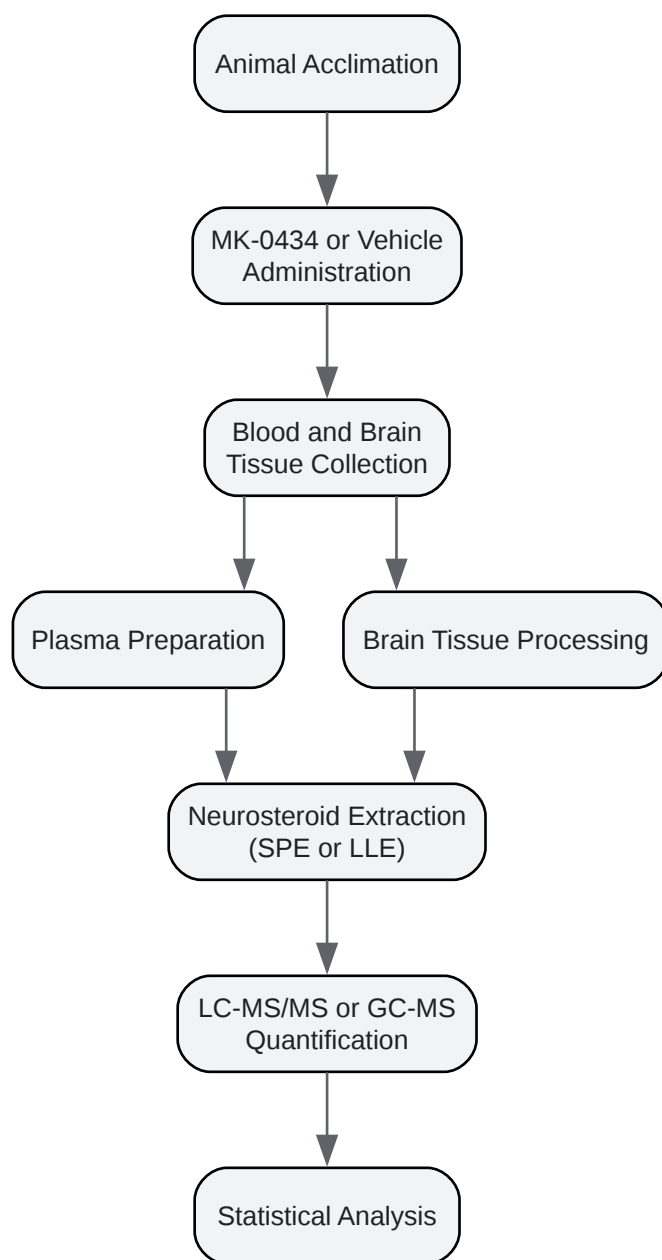 Animal Acclimation
MK-0434 or Vehicle
Administration
Blood and Brain
Tissue Collection
Plasma Preparation
Brain Tissue Processing
Neurosteroid Extraction
(SPE or LLE)
LC-MS/MS or GC-MS
Quantification
Statistical Analysis